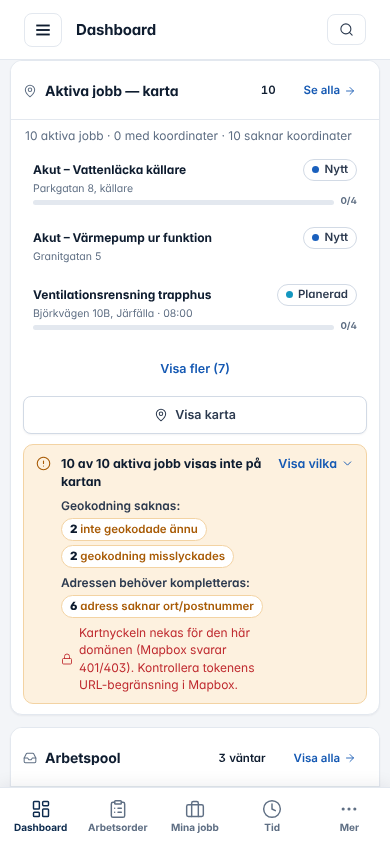 Dashboard
Aktiva jobb — karta
10
Se alla →
10 aktiva jobb · 0 med koordinater · 10 saknar koordinater
Akut – Vattenläcka källare
Nytt
Parkgatan 8, källare
0/4
Akut – Värmepump ur funktion
Nytt
Granitgatan 5
Ventilationsrensning trapphus
Planerad
Björkvägen 10B, Järfälla · 08:00
0/4
Visa fler (7)
Visa karta
10 av 10 aktiva jobb visas inte på
kartan
Visa vilka
Geokodning saknas:
2 inte geokodade ännu
2 geokodning misslyckades
Adressen behöver kompletteras:
6 adress saknar ort/postnummer
Kartnyckeln nekas för den här
domänen (Mapbox svarar
401/403). Kontrollera tokenens
URL-begränsning i Mapbox.
Arbetspool
3 väntar
Visa alla →
Dashboard
Arbetsorder
Mina jobb
Tid
Mer